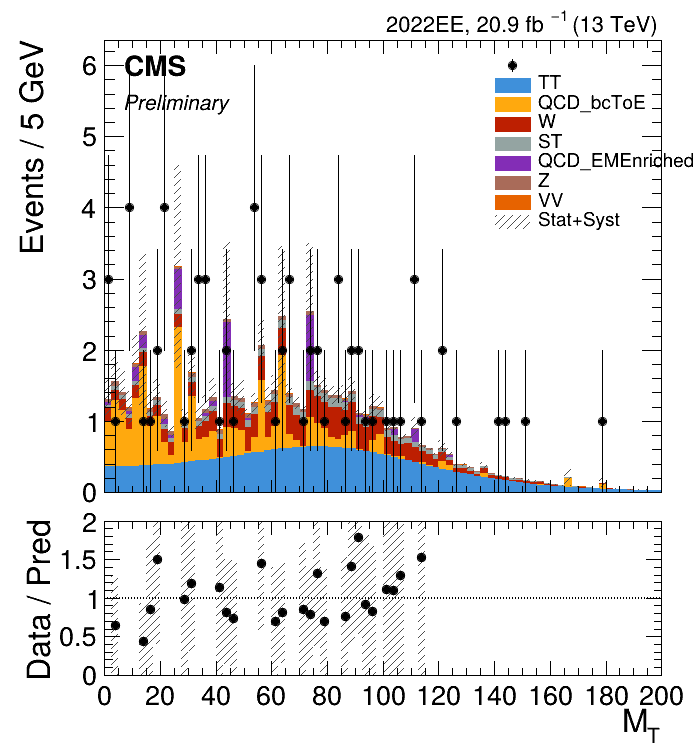 2022EE, 20.9 fb⁻¹ (13 TeV)
Events / 5 GeV
6
5
4
3
2
1
0
CMS
Preliminary
TT
QCD_bcToE
W
ST
QCD_EMEnriched
Z
VV
Stat+Syst
Data / Pred
2
1.5
1
0.5
0
0 20 40 60 80 100 120 140 160 180 200
M_T